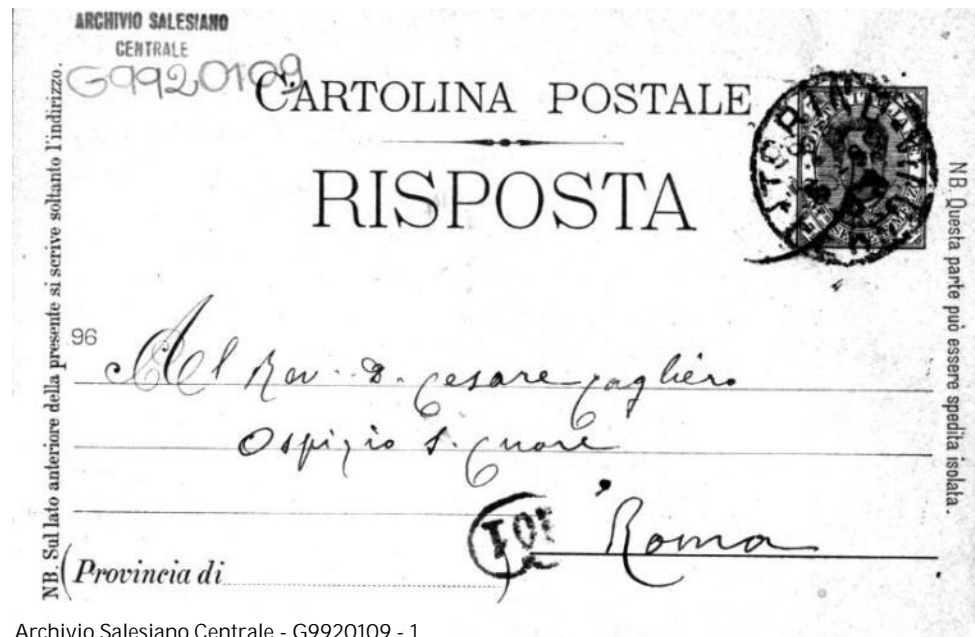 ARCHIVIO SALESIANO
CENTRALE
G9920109
CARTOLINA POSTALE
RISPOSTA
NB. Sul lato anteriore della presente si scrive soltanto l'indirizzo.
NB. Questa parte può essere spedita isolata.
96
Al Rev. D. Cesare Cagliero
Ospizio S. Cuore
Roma
101
(Provincia di )
Archivio Salesiano Centrale - G9920109 - 1